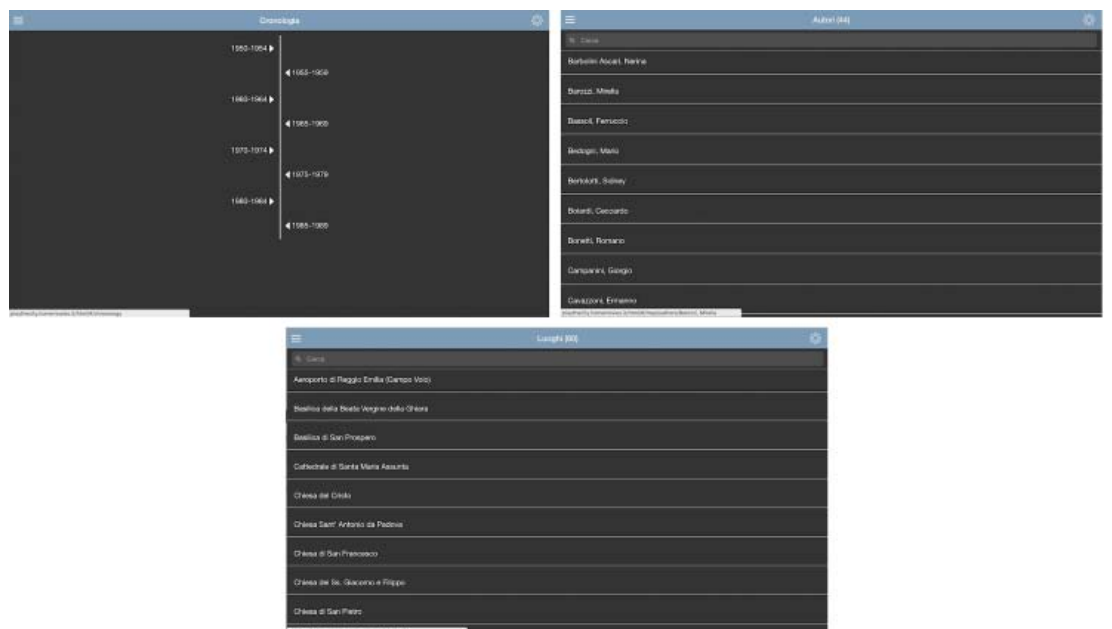 Cronologia
1950-1954
1955-1959
1960-1964
1965-1969
1970-1974
1975-1979
1980-1984
1985-1989
Autori (44)
Cerca
Barbolini Ascari, Nerina
Barozzi, Mirella
Bassoli, Ferruccio
Bedogni, Mario
Bertolotti, Sidney
Boiardi, Ceccardo
Bonetti, Romano
Campanini, Giorgio
Cavazzoni, Ermanno
Luoghi (60)
Cerca
Aeroporto di Reggio Emilia (Campo Volo)
Basilica della Beata Vergine della Ghiara
Basilica di San Prospero
Cattedrale di Santa Maria Assunta
Chiesa del Cristo
Chiesa Sant' Antonio da Padova
Chiesa di San Francesco
Chiesa dei Ss. Giacomo e Filippo
Chiesa di San Pietro